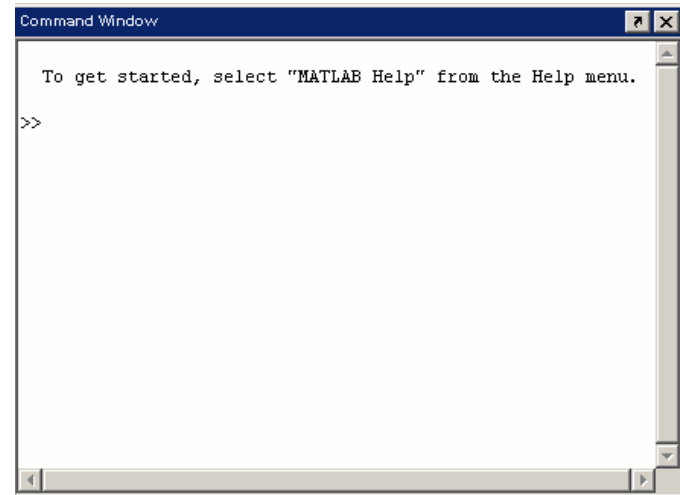 Command Window
To get started, select "MATLAB Help" from the Help menu.
>>